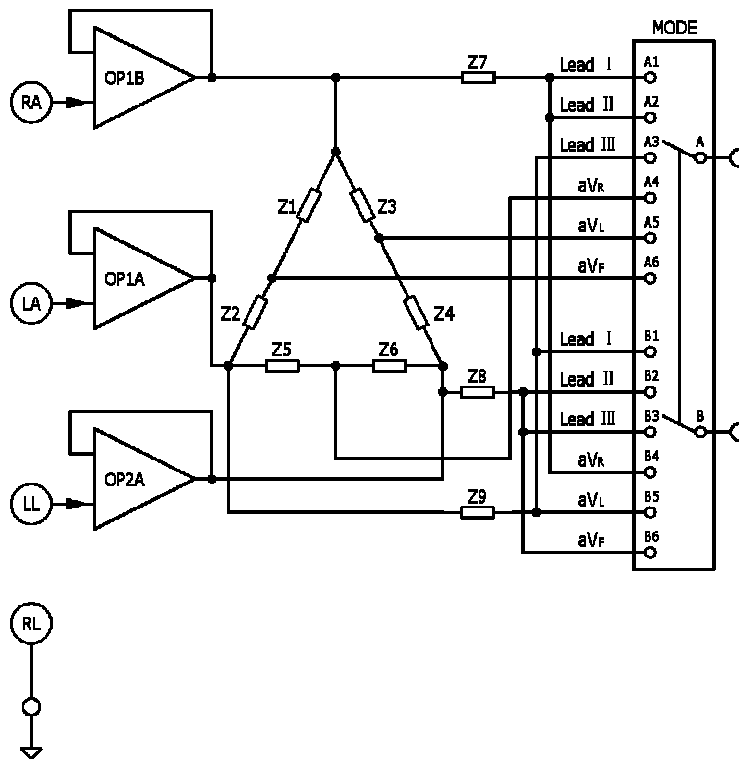 MODE
OP1B
Z7
Lead I
A1
RA
Lead II
A2
Lead III
A3
A
Z1
Z3
aVR
A4
aVL
A5
OP1A
aVF
A6
LA
Z2
Z4
Z5
Z6
Lead I
B1
Z8
Lead II
B2
Lead III
B3
B
OP2A
aVR
B4
LL
Z9
aVL
B5
aVF
B6
RL